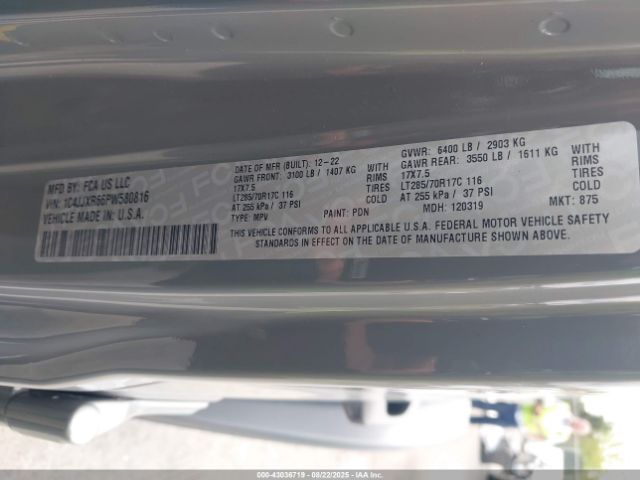 MFD BY: FCA US LLC
VIN: 1C4JJXR66PW580816
VEHICLE MADE IN: U.S.A.
DATE OF MFR (BUILT): 12-22
GAWR FRONT: 3100 LB / 1407 KG
17X7.5 RIMS
LT285/70R17C 116 TIRES
AT 255 kPa / 37 PSI COLD
TYPE: MPV PAINT: PDN
WITH
GVWR: 6400 LB / 2903 KG
GAWR REAR: 3550 LB / 1611 KG
17X7.5 RIMS
LT285/70R17C 116 TIRES
AT 255 kPa / 37 PSI COLD
MDH: 120319 MKT: 875
WITH
THIS VEHICLE CONFORMS TO ALL APPLICABLE U.S.A. FEDERAL MOTOR VEHICLE SAFETY
STANDARDS IN EFFECT ON THE DATE OF MANUFACTURE SHOWN ABOVE.
000-43036719 - 08/22/2025 - IAAI.COM